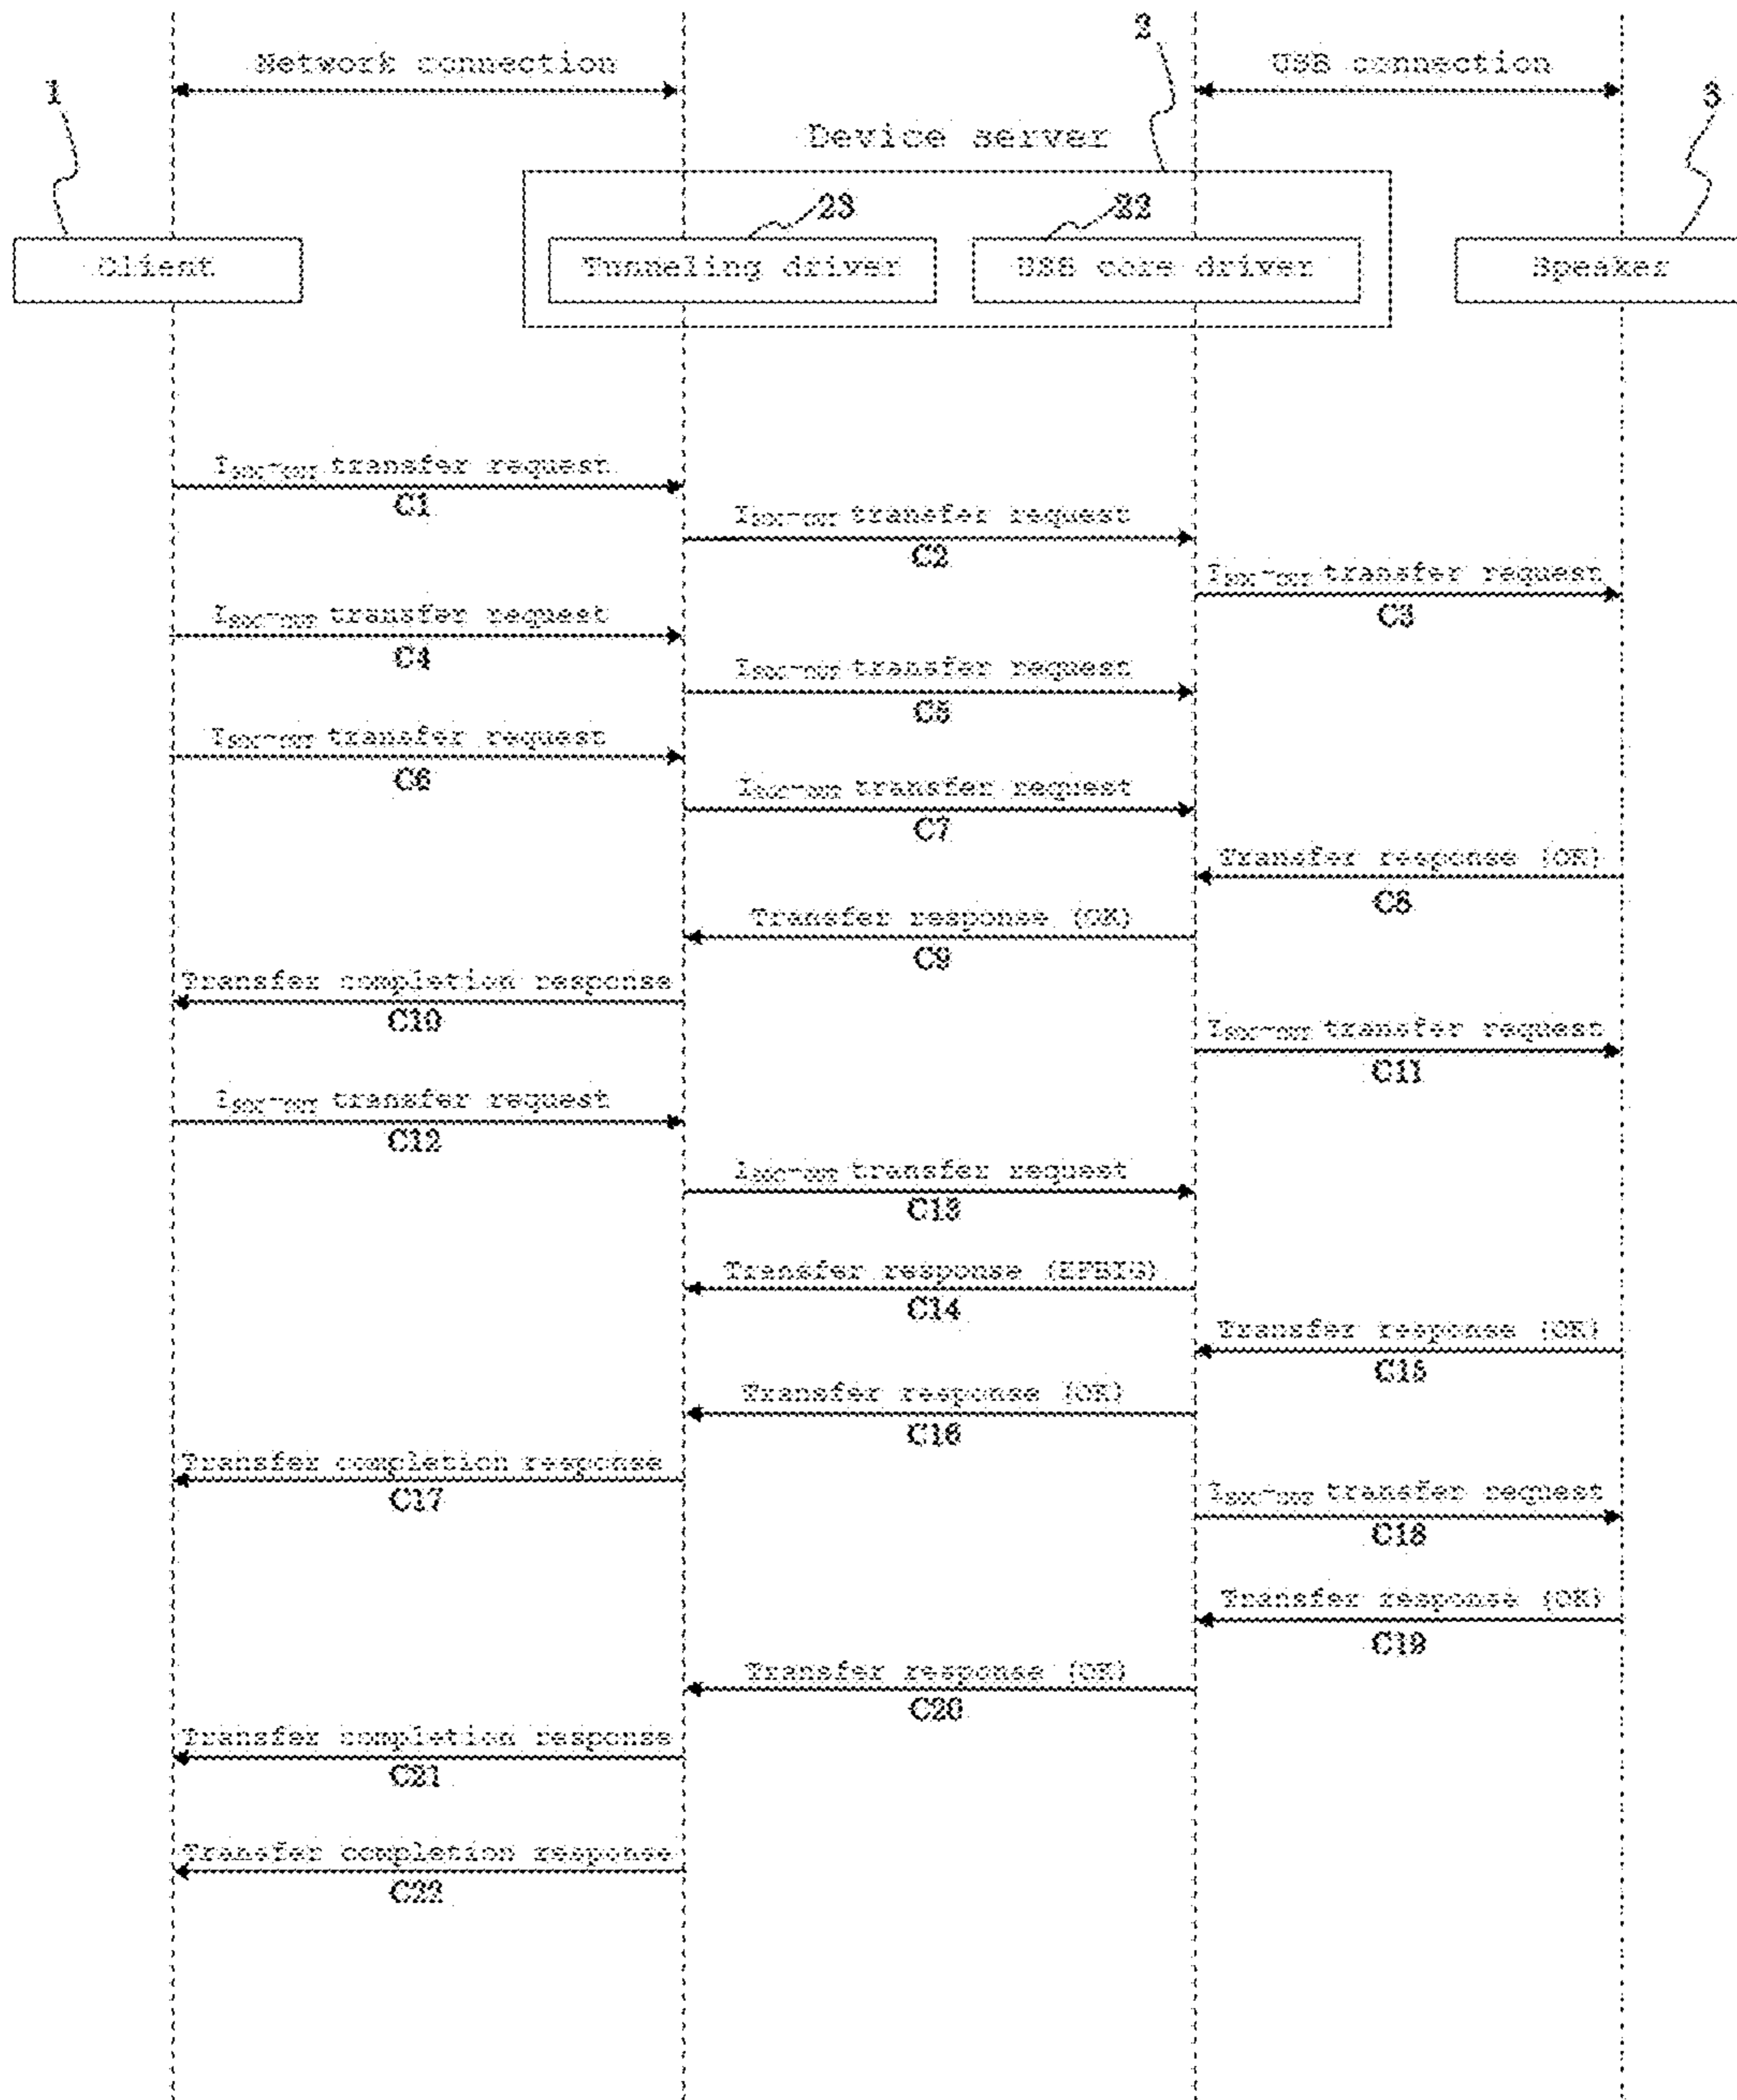 2
Network connection
USB connection
1
3
Device server
23
22
Client
Tunneling driver
USB core driver
Speaker
transfer request
C1
transfer request
C2
transfer request
C3
transfer request
C4
transfer request
C5
transfer request
C6
transfer request
C7
Transfer response (OK)
C8
Transfer response (OK)
C9
Transfer completion response
C10
transfer request
C11
transfer request
C12
transfer request
C13
Transfer response
C14
Transfer response (OK)
C15
Transfer response (OK)
C16
Transfer completion response
C17
transfer request
C18
Transfer response (OK)
C19
Transfer response (OK)
C20
Transfer completion response
C21
Transfer completion response
C22